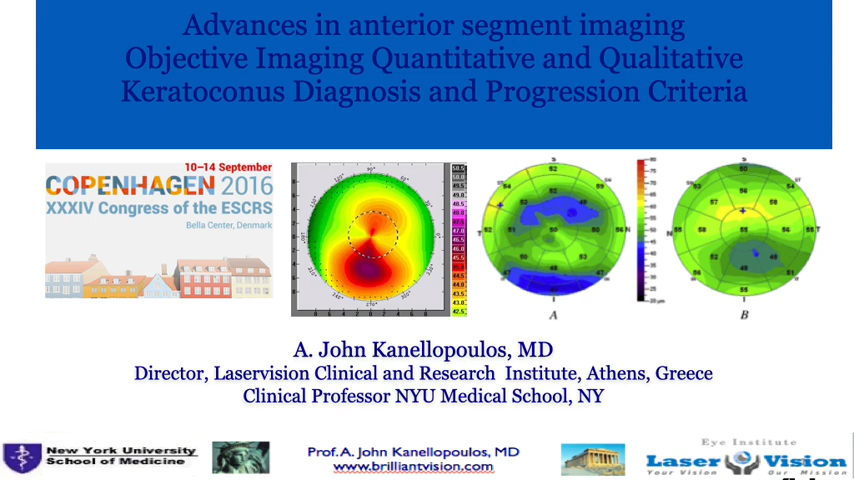 Advances in anterior segment imaging
Objective Imaging Quantitative and Qualitative
Keratoconus Diagnosis and Progression Criteria
10–14 September
COPENHAGEN 2016
XXXIV Congress of the ESCRS
Bella Center, Denmark
A
B
A. John Kanellopoulos, MD
Director, Laservision Clinical and Research Institute, Athens, Greece
Clinical Professor NYU Medical School, NY
New York University
School of Medicine
Prof.A. John Kanellopoulos, MD
www.brilliantvision.com
Eye Institute
Laser Vision
Your Vision Our Mission